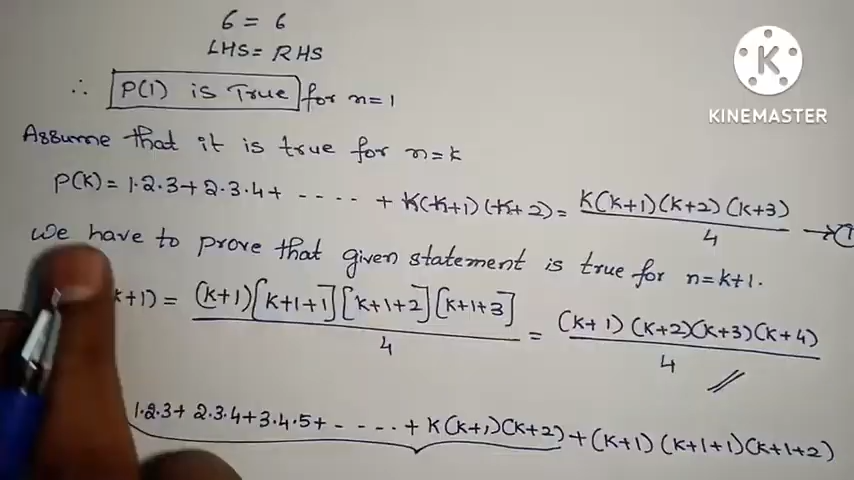 6 = 6
LHS = RHS
∴ P(1) is True for n=1
KINEMASTER
Assume that it is true for n=k
P(k) = 1·2·3+ 2·3·4+ - - - - - + k(k+1)(k+2) = k(k+1)(k+2)(k+3)/4 → ①
we have to prove that given statement is true for n=k+1.
k+1) = (k+1)[k+1+1][k+1+2][k+1+3]/4 = (k+1)(k+2)(k+3)(k+4)/4 //
1·2·3+ 2·3·4+3·4·5+ - - - - + k(k+1)(k+2) + (k+1)(k+1+1)(k+1+2)